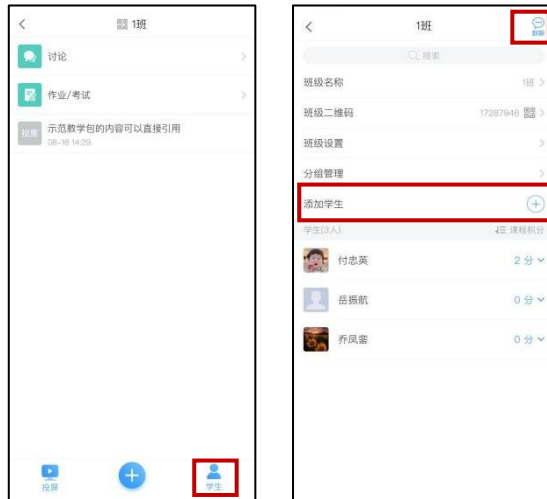 1班
讨论
作业/考试
投屏
示范教学包的内容可以直接引用
08-18 14:29
投屏
学生
1班
群聊
搜索
班级名称
1班
班级二维码
17287946
班级设置
分组管理
添加学生
学生(3人)
课程积分
付忠英
2 分
岳振航
0 分
乔凤雷
0 分